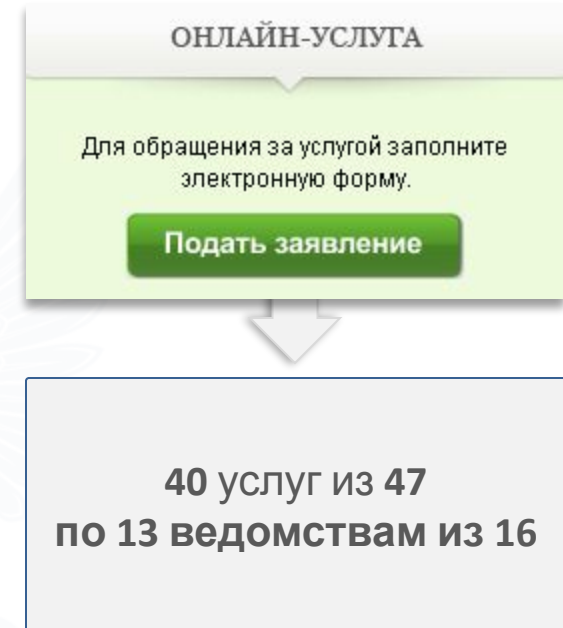 ОНЛАЙН-УСЛУГА
Для обращения за услугой заполните
электронную форму.
Подать заявление
40 услуг из 47
по 13 ведомствам из 16